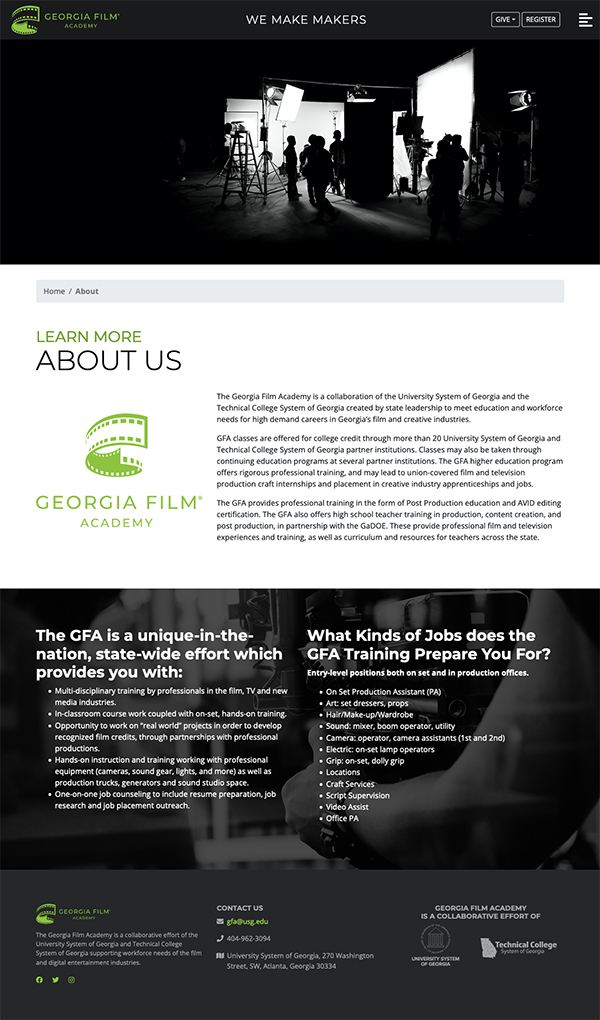 GEORGIA FILM®
ACADEMY
WE MAKE MAKERS
GIVE
REGISTER
Home / About
LEARN MORE
ABOUT US
GEORGIA FILM®
ACADEMY
The Georgia Film Academy is a collaboration of the University System of Georgia and the
Technical College System of Georgia created by state leadership to meet education and workforce
needs for high demand careers in Georgia's film and creative industries.
GFA classes are offered for college credit through more than 20 University System of Georgia and
Technical College System of Georgia partner institutions. Classes may also be taken through
continuing education programs at several partner institutions. The GFA higher education program
offers rigorous professional training, and may lead to union-covered film and television
production craft internships and placement in creative industry apprenticeships and jobs.
The GFA provides professional training in the form of Post Production education and AVID editing
certification. The GFA also offers high school teacher training in production, content creation, and
post production, in partnership with the GaDOE. These provide professional film and television
experiences and training, as well as curriculum and resources for teachers across the state.
The GFA is a unique-in-the-
nation, state-wide effort which
provides you with:
• Multi-disciplinary training by professionals in the film, TV and new
media industries.
• In-classroom course work coupled with on-set, hands-on training.
• Opportunity to work on "real world" projects in order to develop
recognized film credits, through partnerships with professional
productions.
• Hands-on instruction and training working with professional
equipment (cameras, sound gear, lights, and more) as well as
production trucks, generators and sound studio space.
• One-on-one job counseling to include resume preparation, job
research and job placement outreach.
What Kinds of Jobs does the
GFA Training Prepare You For?
Entry-level positions both on set and in production offices.
• On Set Production Assistant (PA)
• Art: set dressers, props
• Hair/Make-up/Wardrobe
• Sound: mixer, boom operator, utility
• Camera: operator, camera assistants (1st and 2nd)
• Electric: on-set lamp operators
• Grip: on-set, dolly grip
• Locations
• Craft Services
• Script Supervision
• Video Assist
• Office PA
GEORGIA FILM®
ACADEMY
The Georgia Film Academy is a collaborative effort of the
University System of Georgia and Technical College
System of Georgia supporting workforce needs of the film
and digital entertainment industries.
CONTACT US
gfa@usg.edu
404-962-3094
University System of Georgia, 270 Washington
Street, SW, Atlanta, Georgia 30334
GEORGIA FILM ACADEMY
IS A COLLABORATIVE EFFORT OF
UNIVERSITY SYSTEM
OF GEORGIA
Technical College
System of Georgia